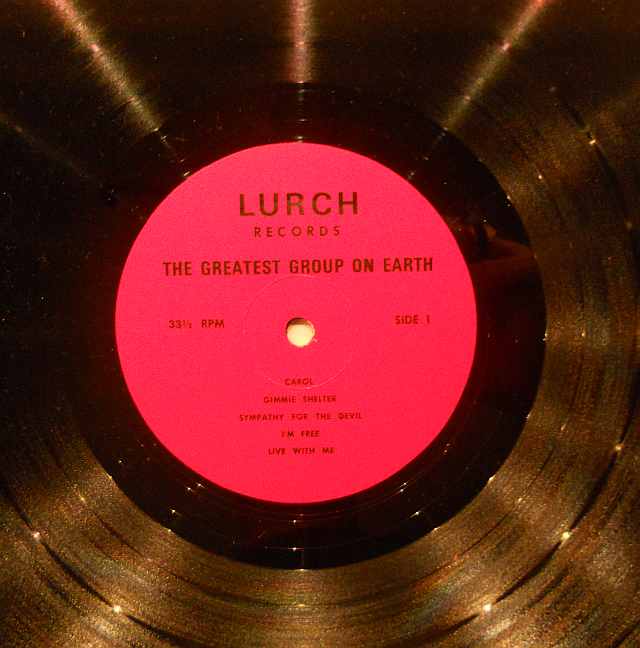 LURCH
RECORDS
THE GREATEST GROUP ON EARTH
33⅓ RPM SIDE 1
CAROL
GIMMIE SHELTER
SYMPATHY FOR THE DEVIL
I'M FREE
LIVE WITH ME